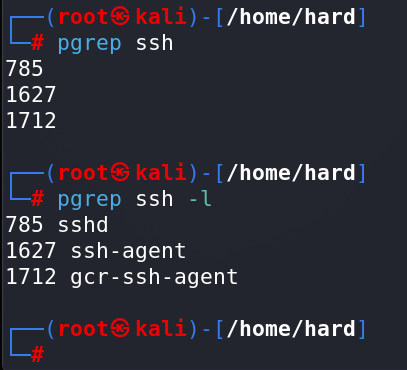 ┌──(root㉿kali)-[/home/hard]
└─# pgrep ssh
785
1627
1712
┌──(root㉿kali)-[/home/hard]
└─# pgrep ssh -l
785 sshd
1627 ssh-agent
1712 gcr-ssh-agent
┌──(root㉿kali)-[/home/hard]
└─#